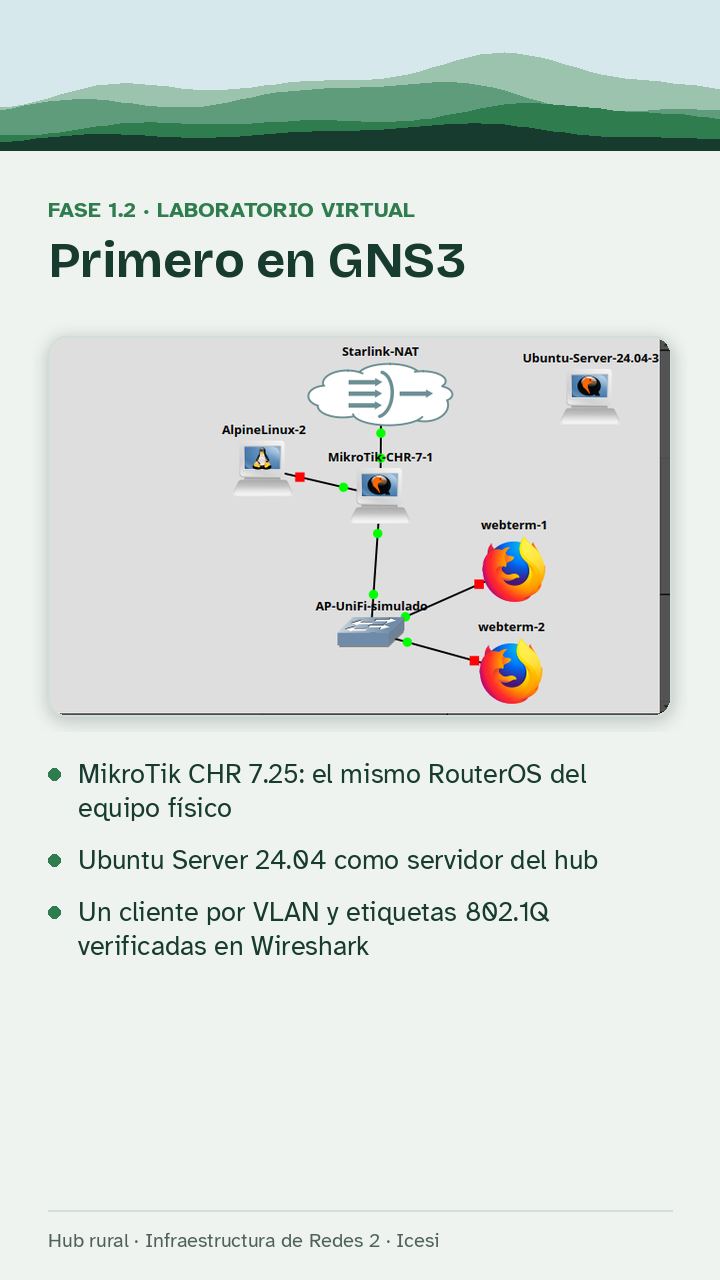 FASE 1.2 · LABORATORIO VIRTUAL
Primero en GNS3
Starlink-NAT
Ubuntu-Server-24.04-3
AlpineLinux-2
MikroTik-CHR-7-1
webterm-1
AP-UniFi-simulado
webterm-2
MikroTik CHR 7.25: el mismo RouterOS del
equipo físico
Ubuntu Server 24.04 como servidor del hub
Un cliente por VLAN y etiquetas 802.1Q
verificadas en Wireshark
Hub rural · Infraestructura de Redes 2 · Icesi